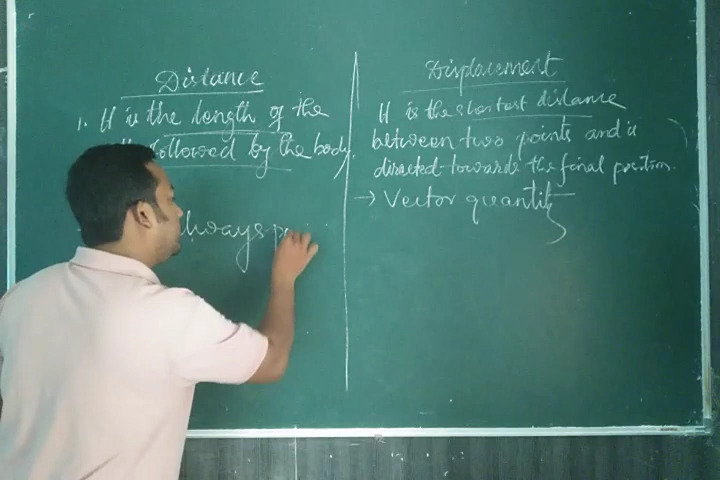 Distance
1. It is the length of the
followed by the body.
always p
Displacement
It is the shortest distance
between two points and is
directed towards the final position.
→ Vector quantity